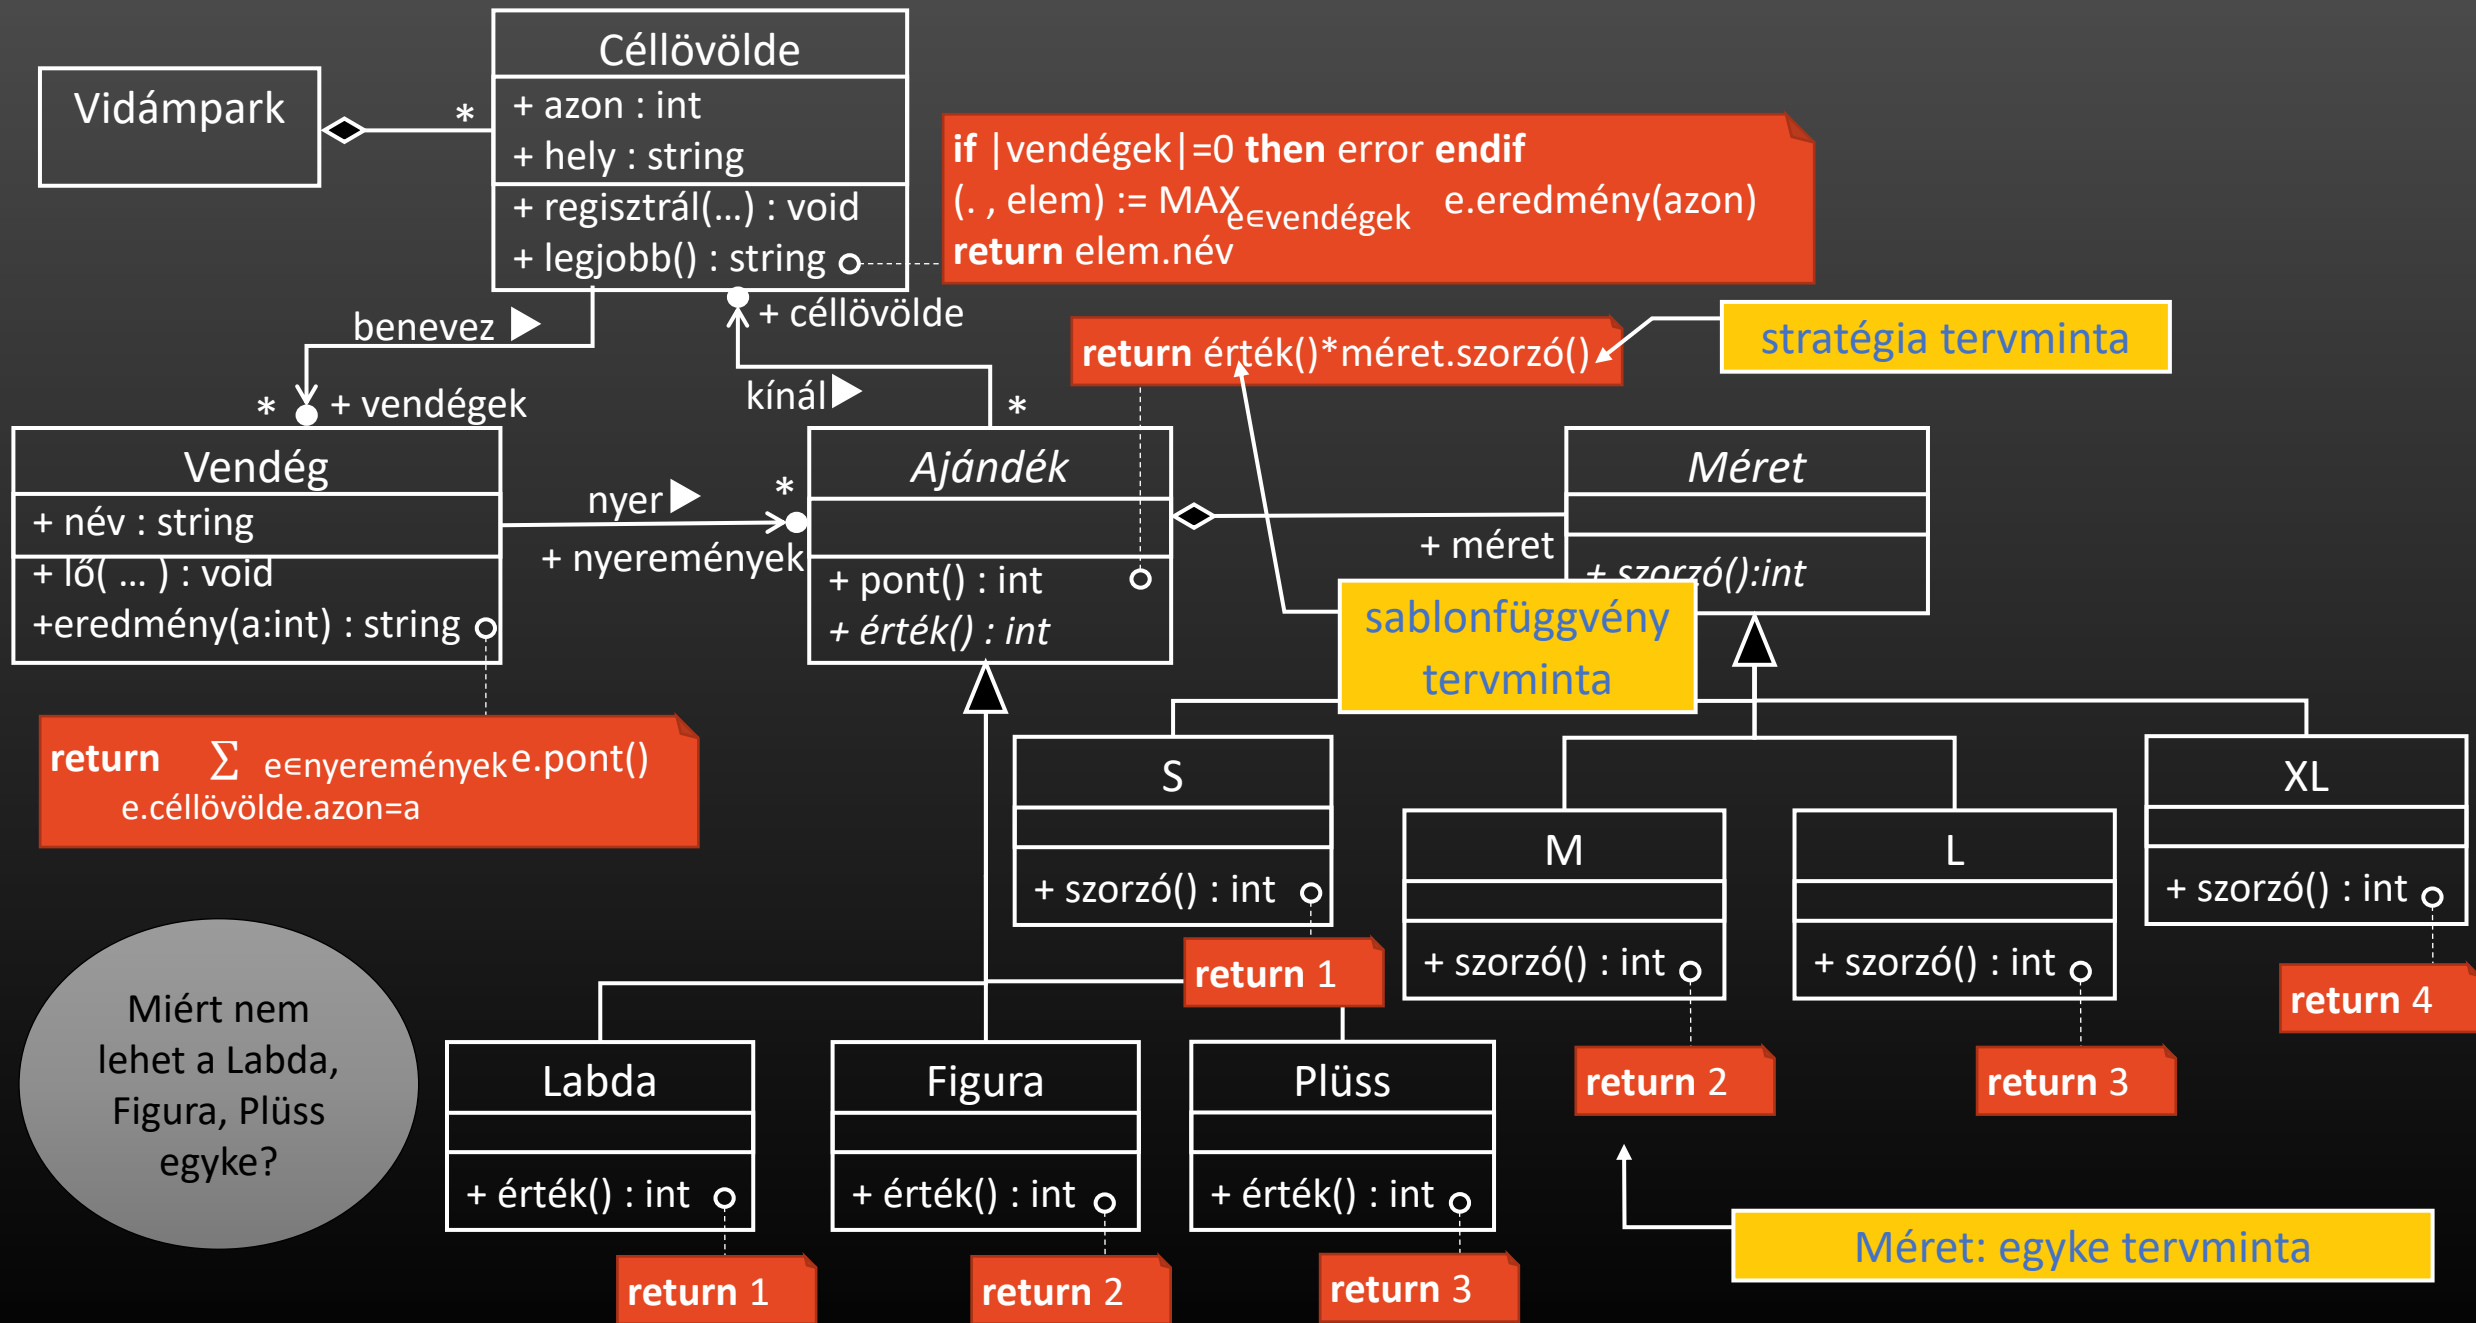 Vidámpark
*
Céllövölde
+ azon : int
+ hely : string
+ regisztrál(...) : void
+ legjobb() : string
if |vendégek|=0 then error endif
(. , elem) := MAX e∈vendégek e.eredmény(azon)
return elem.név
benevez
+ céllövölde
return érték()*méret.szorzó()
stratégia tervminta
* + vendégek
kínál
*
Vendég
+ név : string
+ lő( ... ) : void
+eredmény(a:int) : string
nyer
*
+ nyeremények
Ajándék
+ pont() : int
+ érték() : int
+ méret
Méret
+ szorzó():int
sablonfüggvény
tervminta
return ∑ e∈nyeremények e.pont()
e.céllövölde.azon=a
S
+ szorzó() : int
return 1
M
+ szorzó() : int
return 2
L
+ szorzó() : int
return 3
XL
+ szorzó() : int
return 4
Miért nem
lehet a Labda,
Figura, Plüss
egyke?
Labda
+ érték() : int
return 1
Figura
+ érték() : int
return 2
Plüss
+ érték() : int
return 3
Méret: egyke tervminta